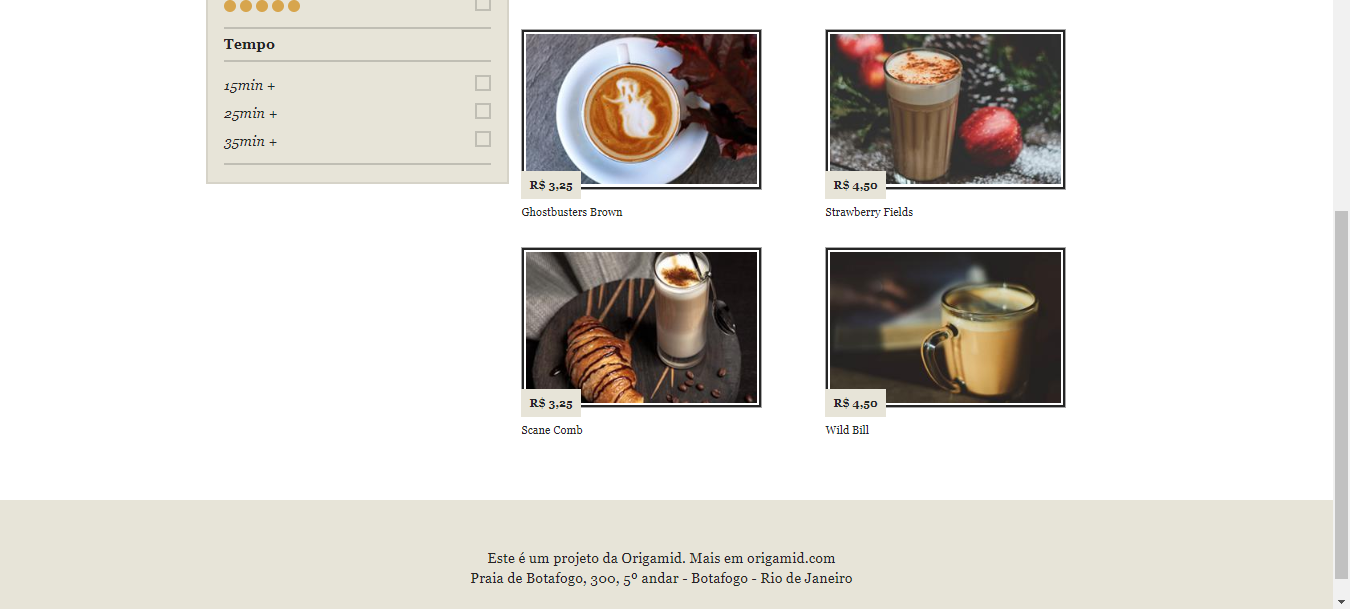 Tempo
15min +
25min +
35min +
R$ 3,25
Ghostbusters Brown
R$ 4,50
Strawberry Fields
R$ 3,25
Scane Comb
R$ 4,50
Wild Bill
Este é um projeto da Origamid. Mais em origamid.com
Praia de Botafogo, 300, 5º andar - Botafogo - Rio de Janeiro